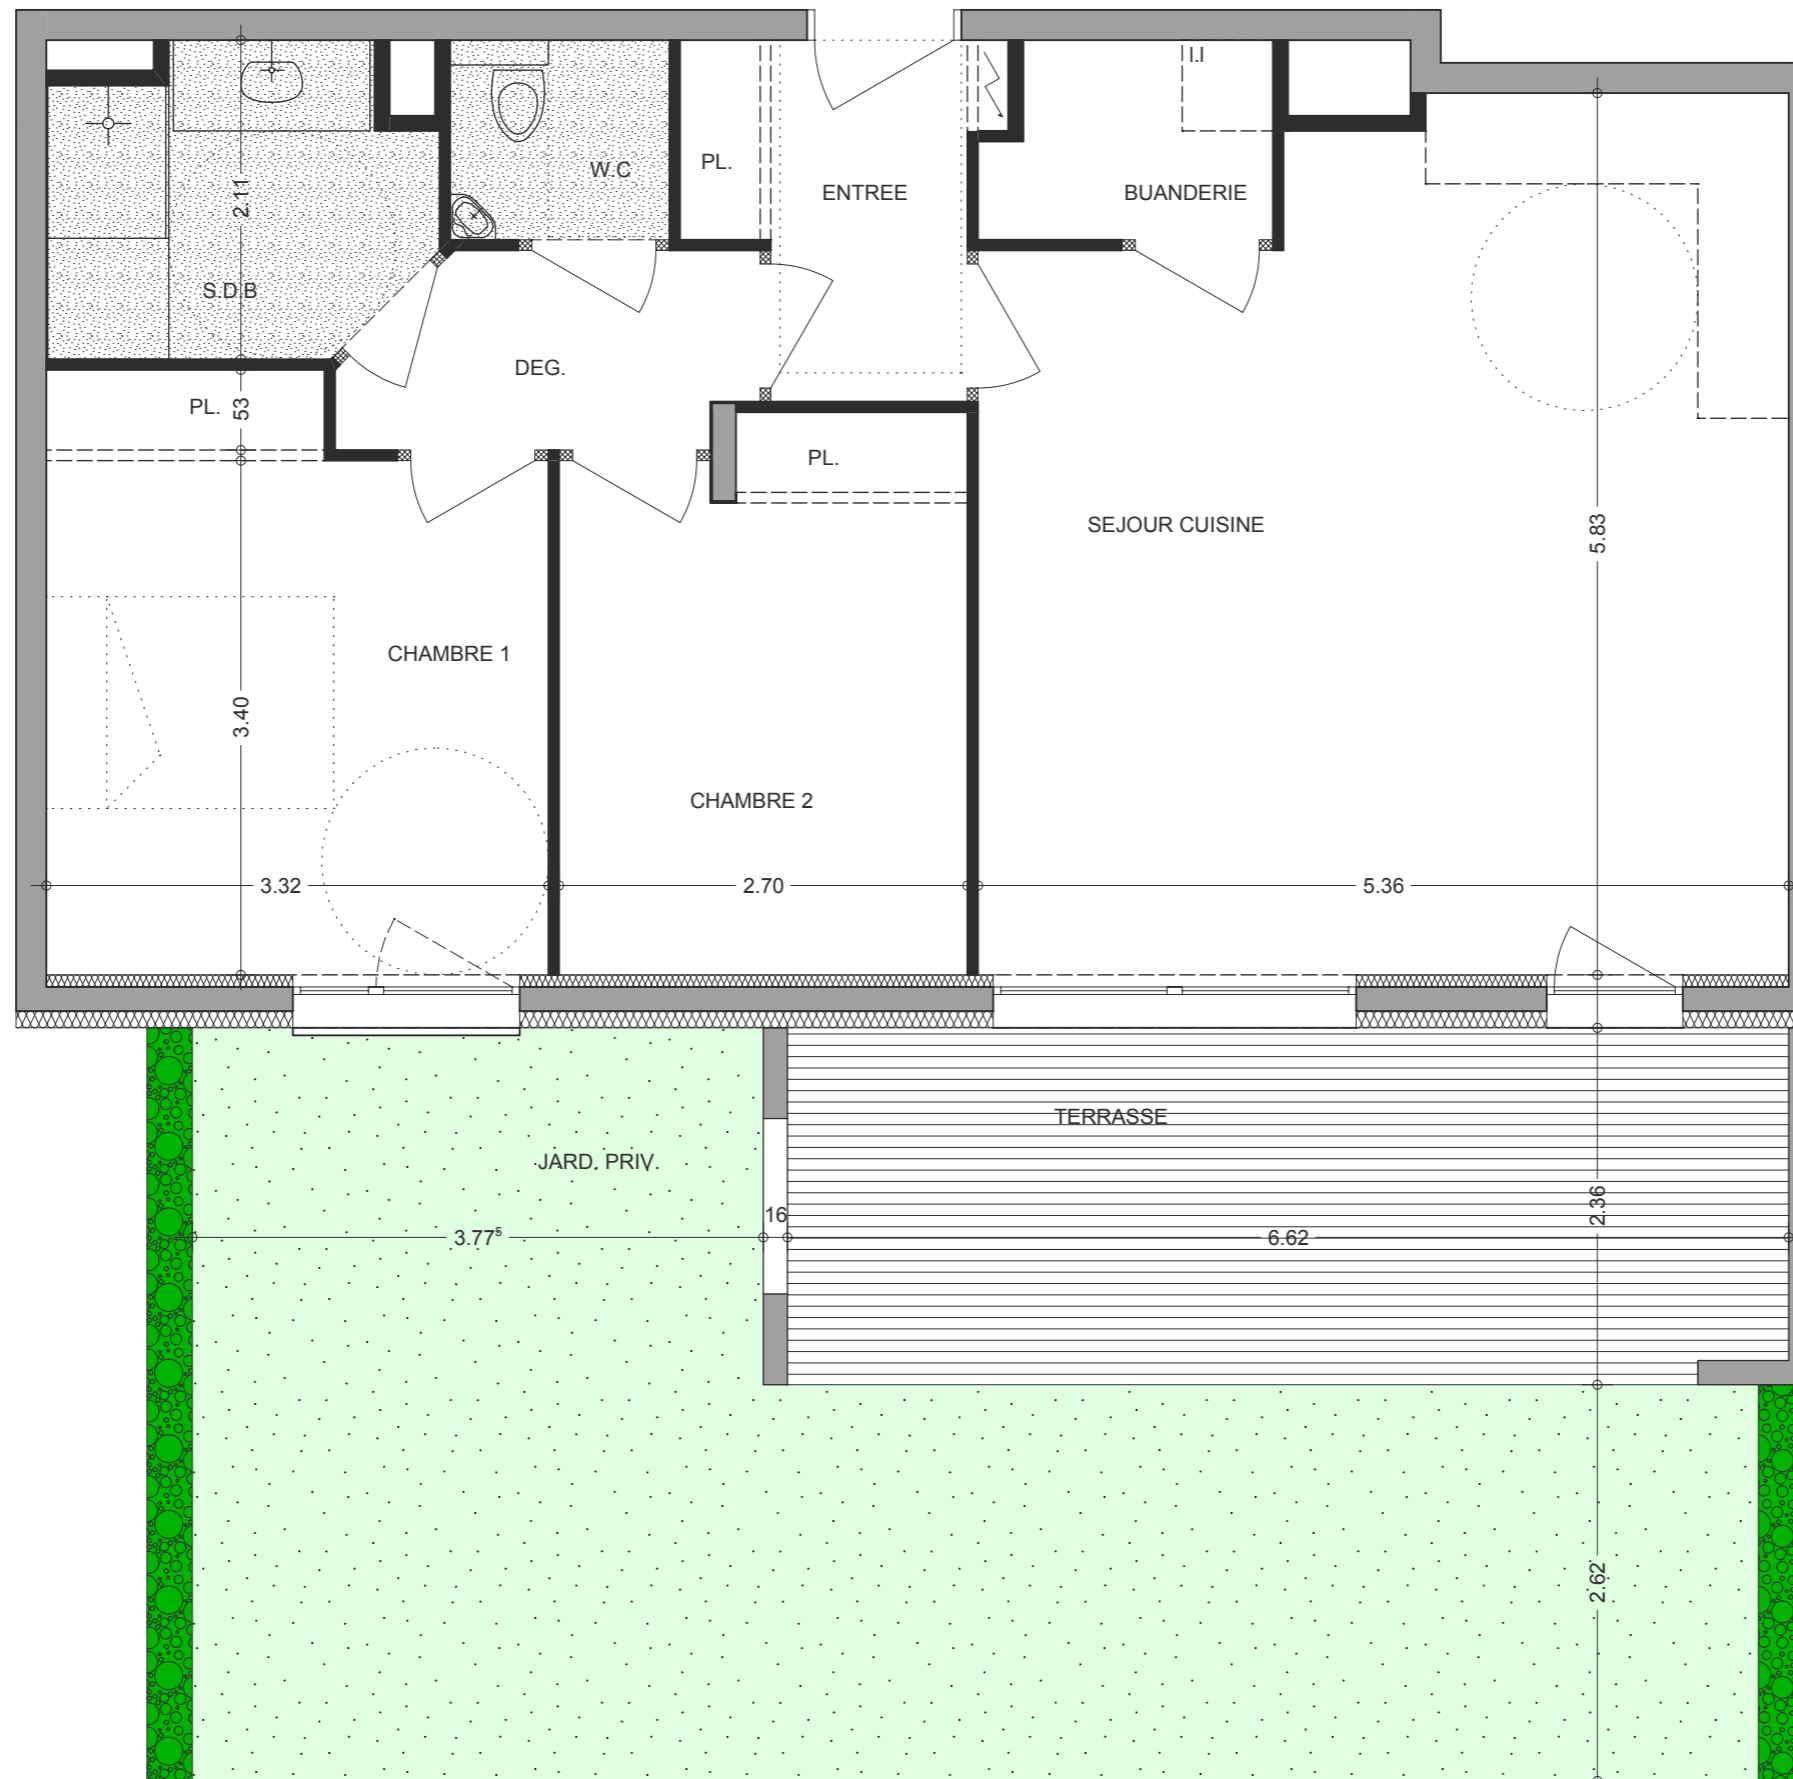 I.I
W.C
PL.
ENTREE
BUANDERIE
2.11
S.D.B
DEG.
PL.
53
PL.
SEJOUR CUISINE
5.83
CHAMBRE 1
3.40
CHAMBRE 2
3.32
2.70
5.36
TERRASSE
JARD. PRIV.
2.36
16
3.77⁵
6.62
2.62